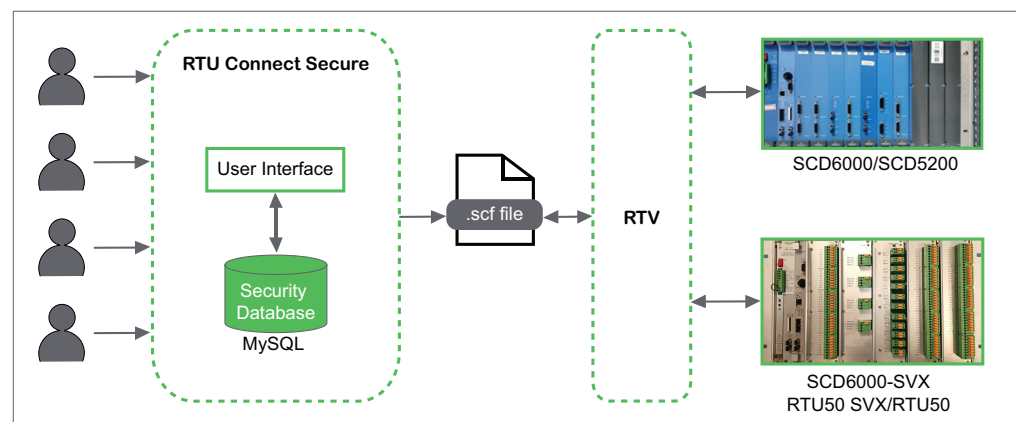 RTU Connect Secure
User Interface
Security
Database
MySQL
.scf file
RTV
SCD6000/SCD5200
SCD6000-SVX
RTU50 SVX/RTU50